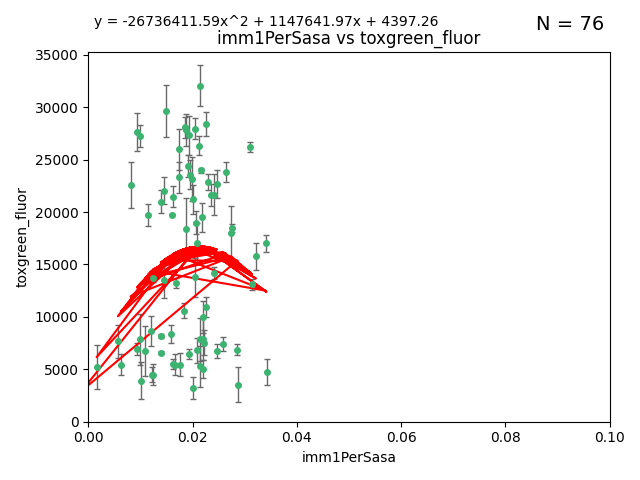 y = -26736411.59x^2 + 1147641.97x + 4397.26
N = 76
imm1PerSasa vs toxgreen_fluor
35000
30000
25000
20000
15000
10000
5000
0
toxgreen_fluor
0.00 0.02 0.04 0.06 0.08 0.10
imm1PerSasa